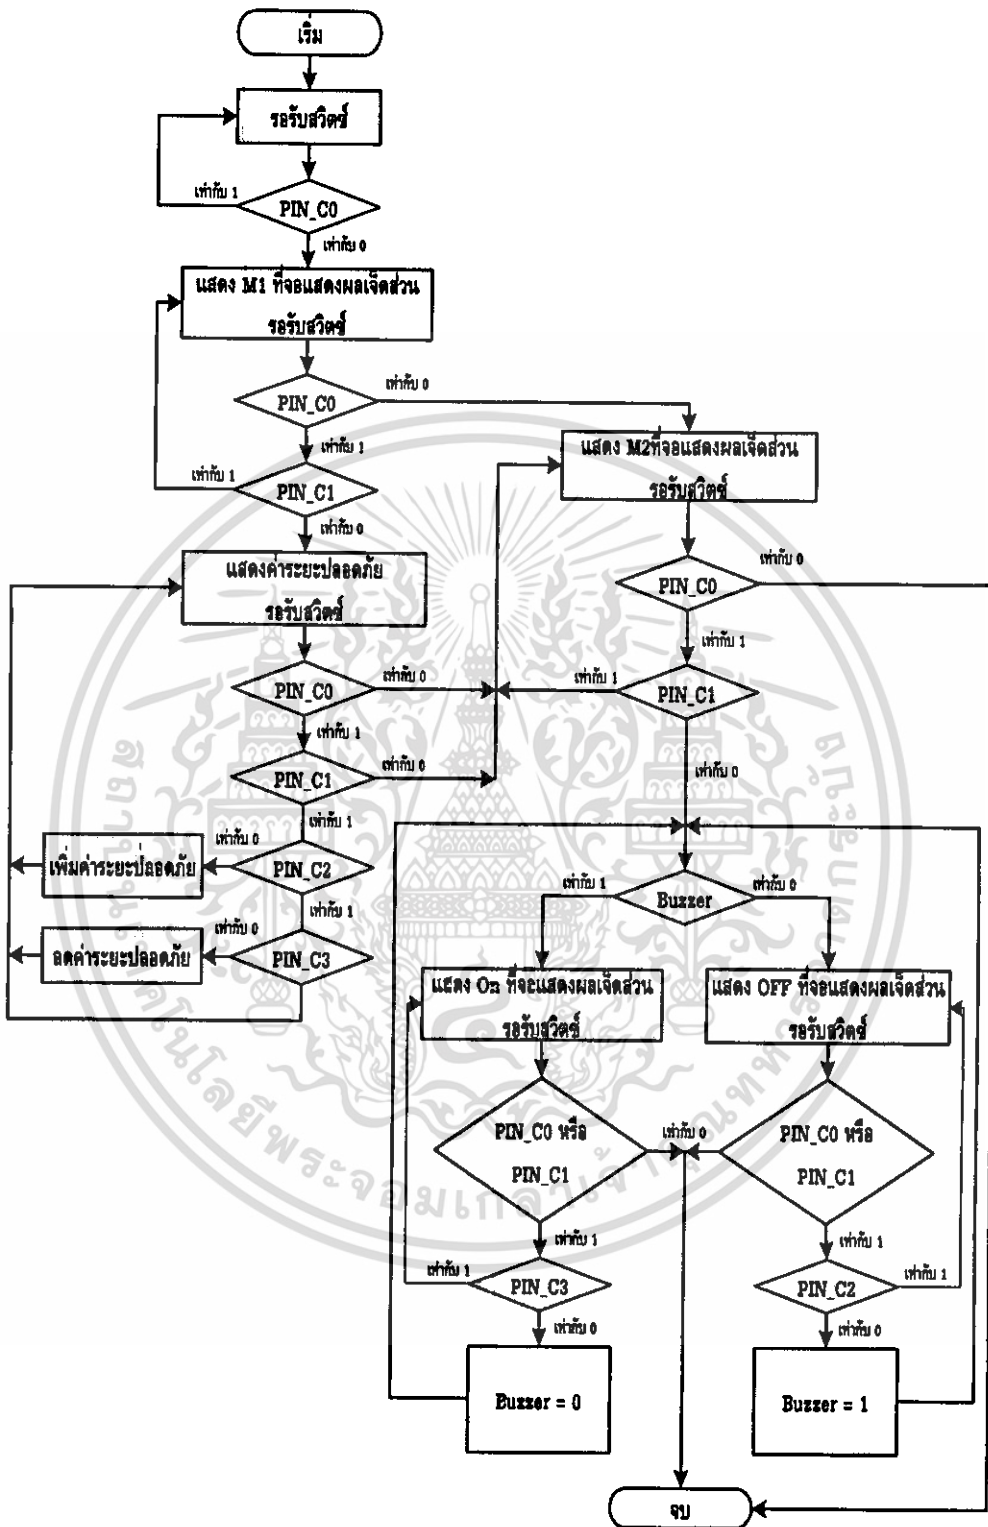 เริ่ม
รอรับสวิตซ์
เท่ากับ 1
PIN_C0
เท่ากับ 0
แสดง M1 ที่จอแสดงผลเจ็ดส่วน
รอรับสวิตซ์
เท่ากับ 0
PIN_C0
เท่ากับ 1
เท่ากับ 1
PIN_C1
เท่ากับ 0
แสดงค่าระยะปลอดภัย
รอรับสวิตซ์
PIN_C0
เท่ากับ 0
เท่ากับ 1
PIN_C1
เท่ากับ 0
เท่ากับ 1
เท่ากับ 0
PIN_C2
เพิ่มค่าระยะปลอดภัย
เท่ากับ 1
เท่ากับ 0
PIN_C3
ลดค่าระยะปลอดภัย
แสดง M2ที่จอแสดงผลเจ็ดส่วน
รอรับสวิตซ์
เท่ากับ 0
PIN_C0
เท่ากับ 1
เท่ากับ 1
PIN_C1
เท่ากับ 0
เท่ากับ 1
Buzzer
เท่ากับ 0
แสดง On ที่จอแสดงผลเจ็ดส่วน
รอรับสวิตซ์
แสดง OFF ที่จอแสดงผลเจ็ดส่วน
รอรับสวิตซ์
PIN_C0 หรือ
PIN_C1
เท่ากับ 0
PIN_C0 หรือ
PIN_C1
เท่ากับ 1
เท่ากับ 1
PIN_C3
เท่ากับ 0
Buzzer = 0
เท่ากับ 1
PIN_C2
เท่ากับ 1
เท่ากับ 0
Buzzer = 1
จบ